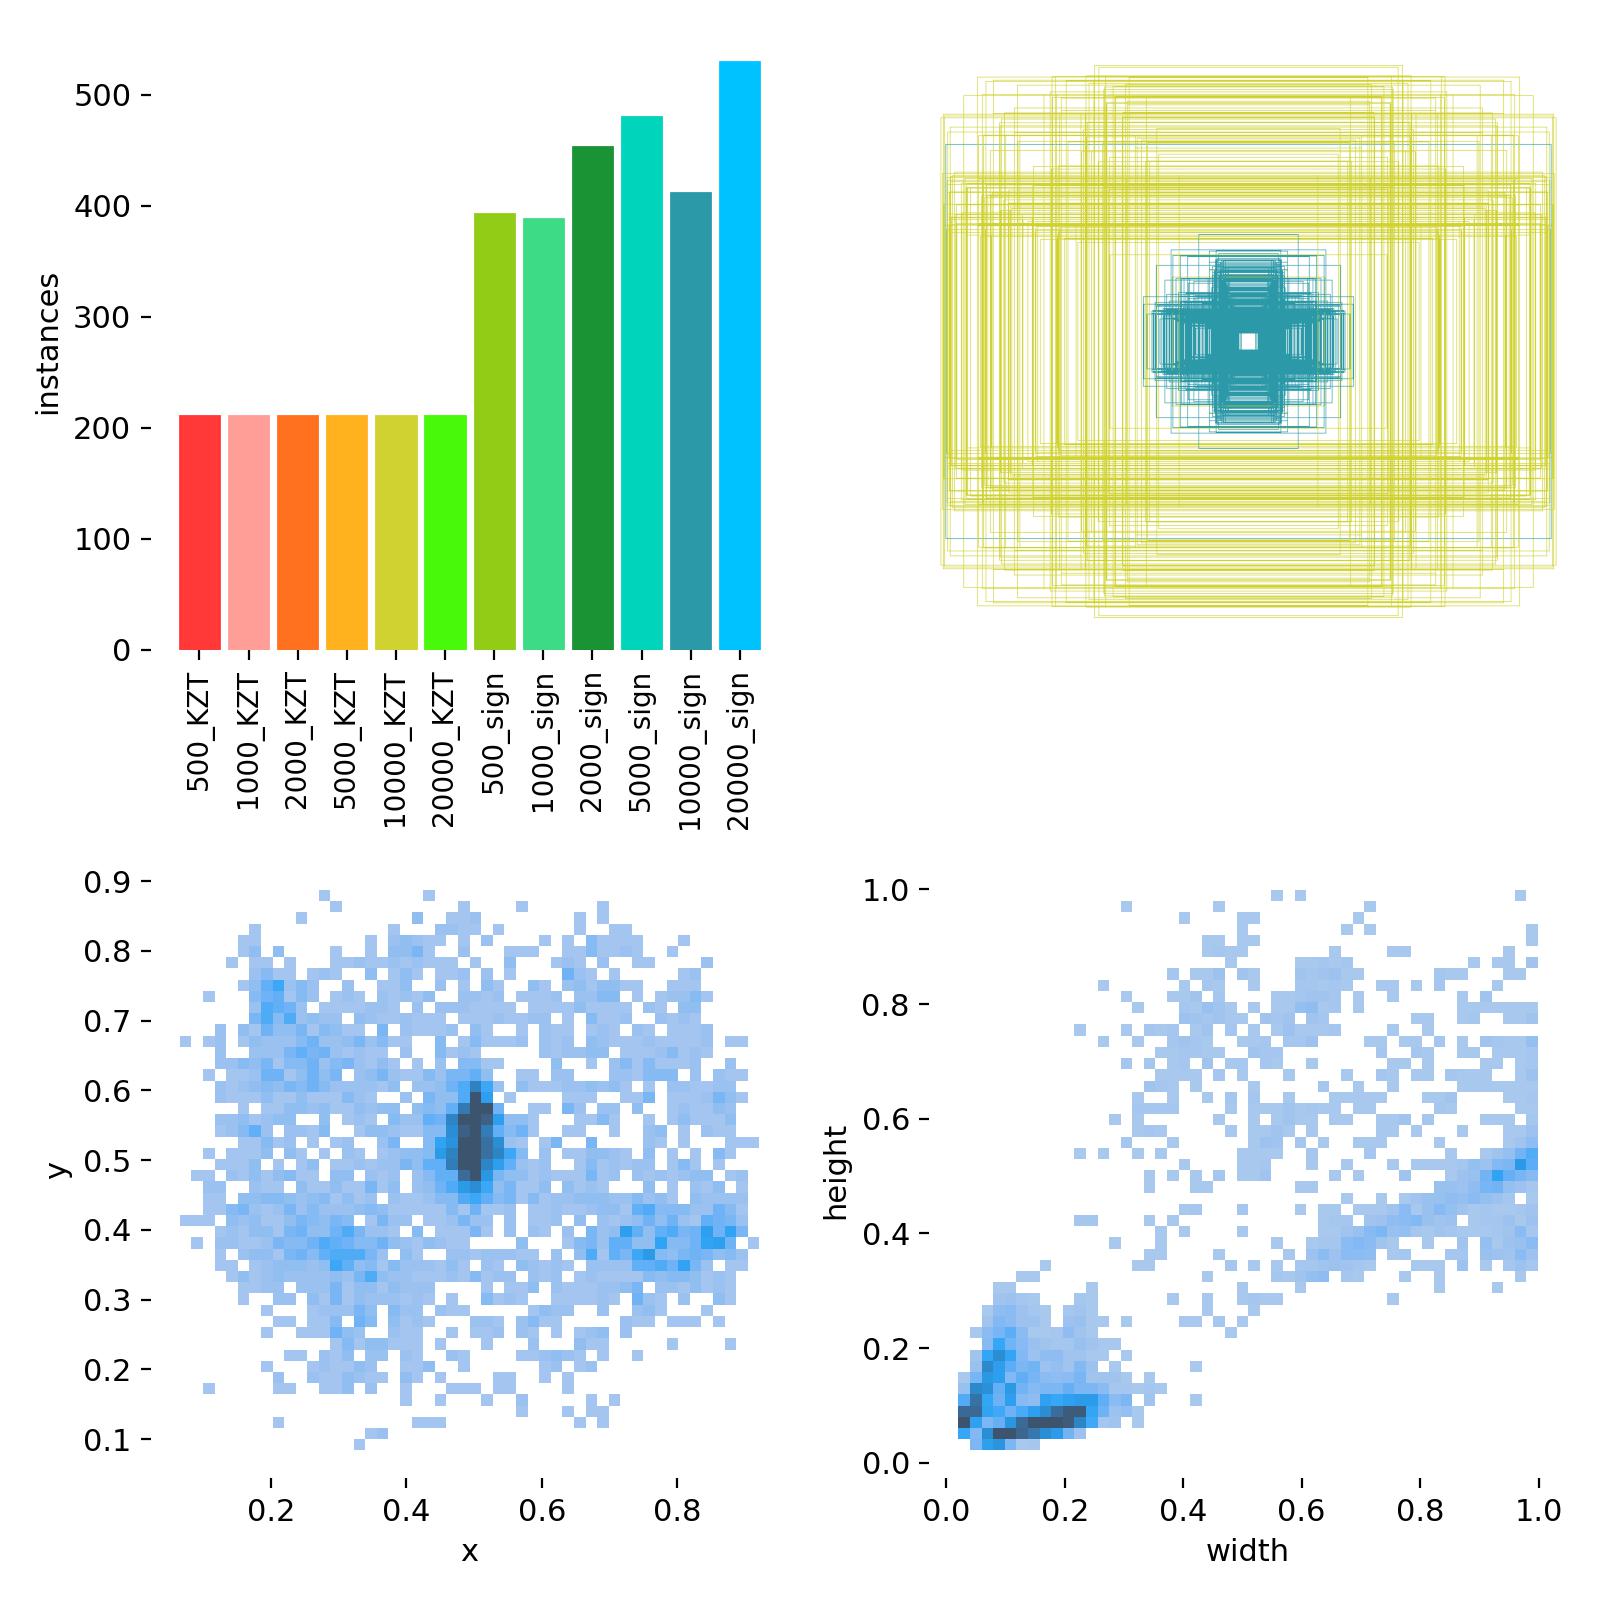 instances
500
400
300
200
100
0
500_KZT
1000_KZT
2000_KZT
5000_KZT
10000_KZT
20000_KZT
500_sign
1000_sign
2000_sign
5000_sign
10000_sign
20000_sign
y
0.9
0.8
0.7
0.6
0.5
0.4
0.3
0.2
0.1
0.2 0.4 0.6 0.8
x
height
1.0
0.8
0.6
0.4
0.2
0.0
0.0 0.2 0.4 0.6 0.8 1.0
width